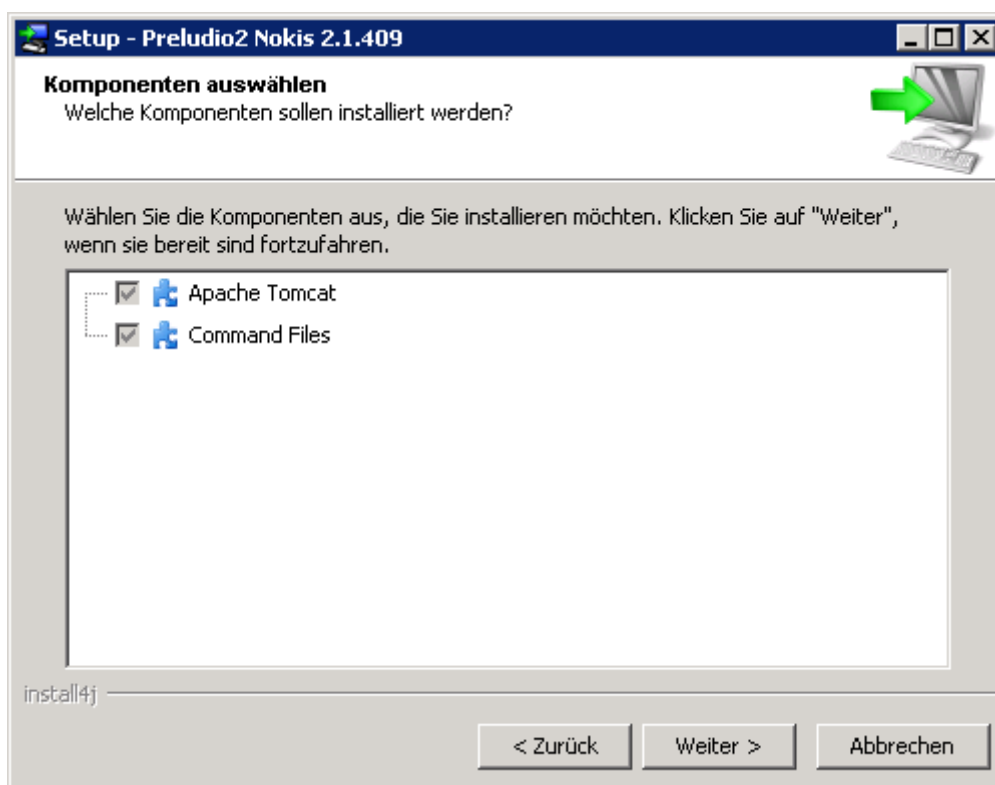 Setup - Preludio2 Nokis 2.1.409
Komponenten auswählen
Welche Komponenten sollen installiert werden?
Wählen Sie die Komponenten aus, die Sie installieren möchten. Klicken Sie auf "Weiter",
wenn sie bereit sind fortzufahren.
Apache Tomcat
Command Files
install4j
< Zurück
Weiter >
Abbrechen